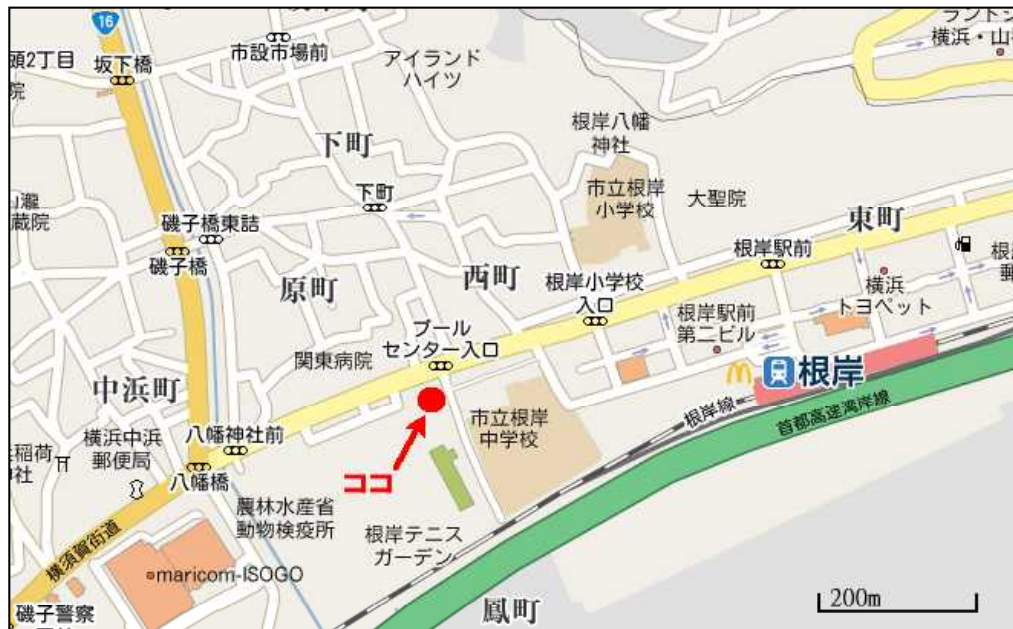 16
頭2丁目
院
坂下橋
市設市場前
アイランド
ハイツ
横浜・山
下町
根岸八幡
神社
市立根岸
小学校
大聖院
東町
下町
蔵院
磯子橋東詰
磯子橋
原町
西町
根岸小学校
入口
根岸駅前
横浜
トヨペット
根岸駅前
第二ビル
プール
センター入口
関東病院
中浜町
根岸
根岸線
首都高速湾岸線
市立根岸
中学校
横浜中浜
郵便局
八幡神社前
八幡橋
稲荷
神社
ココ
農林水産省
動物検疫所
根岸テニス
ガーデン
横須賀街道
maricom-ISOGO
磯子警察
鳳町
200m